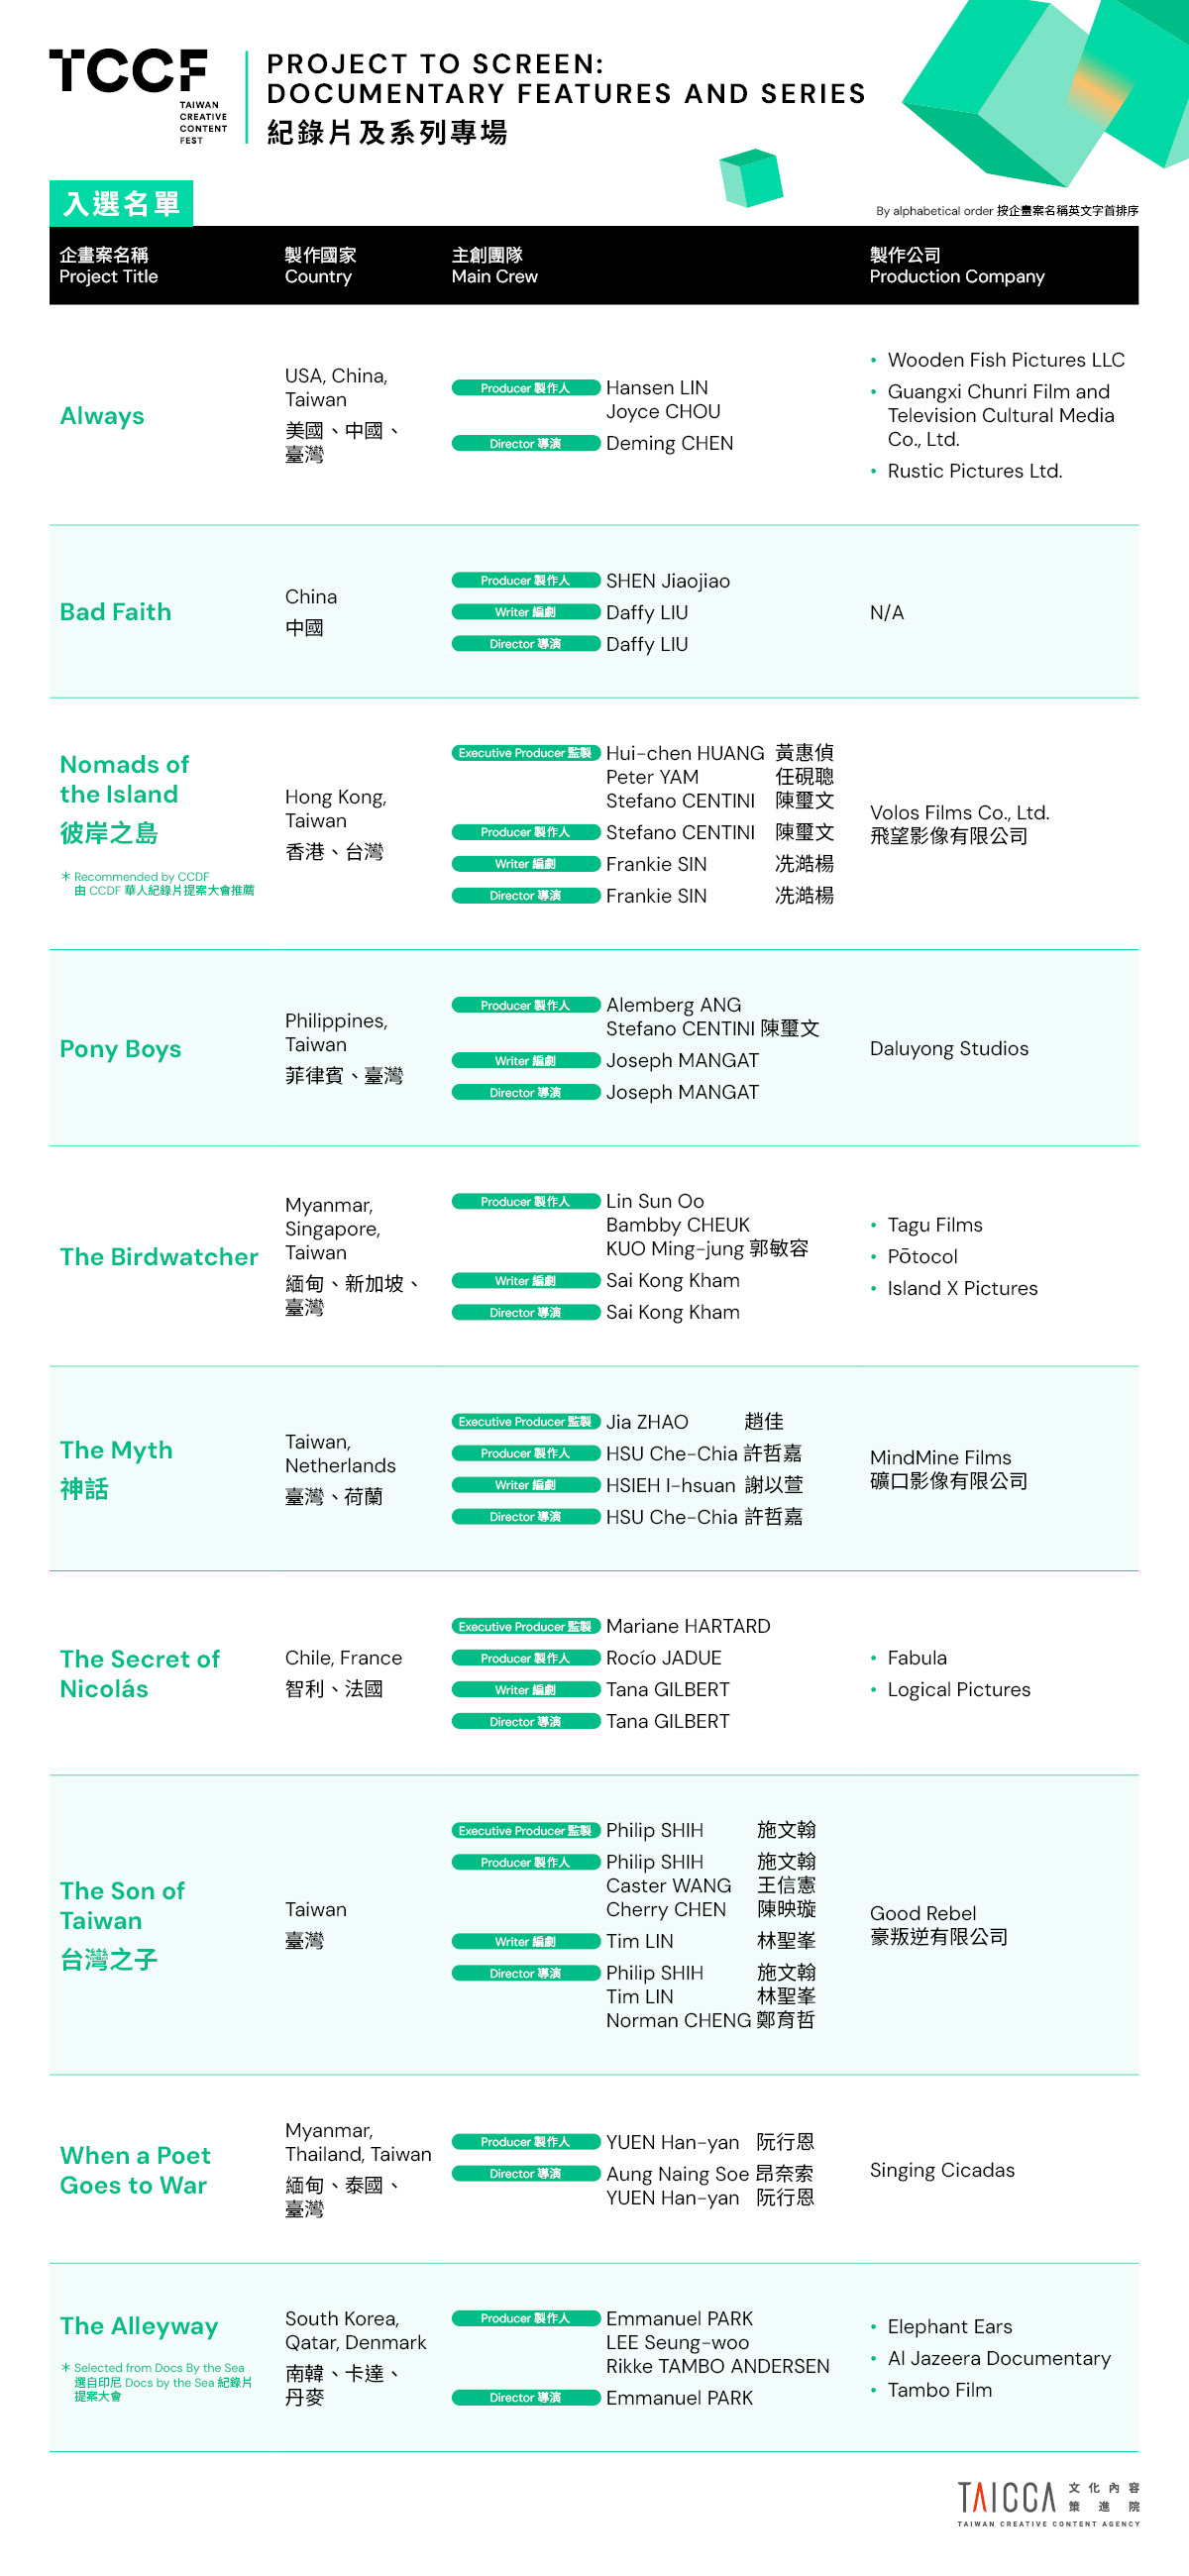 TCCF
TAIWAN
CREATIVE
CONTENT
FEST
PROJECT TO SCREEN:
DOCUMENTARY FEATURES AND SERIES
紀錄片及系列專場
入選名單
By alphabetical order 按企畫案名稱英文字首排序
企畫案名稱
Project Title
製作國家
Country
主創團隊
Main Crew
製作公司
Production Company
Always
USA, China,
Taiwan
美國、中國、
臺灣
Producer 製作人 Hansen LIN
Joyce CHOU
Director 導演 Deming CHEN
• Wooden Fish Pictures LLC
• Guangxi Chunri Film and
Television Cultural Media
Co., Ltd.
• Rustic Pictures Ltd.
Bad Faith
China
中國
Producer 製作人 SHEN Jiaojiao
Writer 編劇 Daffy LIU
Director 導演 Daffy LIU
N/A
Nomads of
the Island
彼岸之島
* Recommended by CCDF
由 CCDF 華人紀錄片提案大會推薦
Hong Kong,
Taiwan
香港、台灣
Executive Producer 監製 Hui-chen HUANG 黃惠偵
Peter YAM 任硯聰
Stefano CENTINI 陳璽文
Producer 製作人 Stefano CENTINI 陳璽文
Writer 編劇 Frankie SIN 冼澔楊
Director 導演 Frankie SIN 冼澔楊
Volos Films Co., Ltd.
飛望影像有限公司
Pony Boys
Philippines,
Taiwan
菲律賓、臺灣
Producer 製作人 Alemberg ANG
Stefano CENTINI 陳璽文
Writer 編劇 Joseph MANGAT
Director 導演 Joseph MANGAT
Daluyong Studios
The Birdwatcher
Myanmar,
Singapore,
Taiwan
緬甸、新加坡、
臺灣
Producer 製作人 Lin Sun Oo
Bambby CHEUK
KUO Ming-jung 郭敏容
Writer 編劇 Sai Kong Kham
Director 導演 Sai Kong Kham
• Tagu Films
• Pōtocol
• Island X Pictures
The Myth
神話
Taiwan,
Netherlands
臺灣、荷蘭
Executive Producer 監製 Jia ZHAO 趙佳
Producer 製作人 HSU Che-Chia 許哲嘉
Writer 編劇 HSIEH I-hsuan 謝以萱
Director 導演 HSU Che-Chia 許哲嘉
MindMine Films
礦口影像有限公司
The Secret of
Nicolás
Chile, France
智利、法國
Executive Producer 監製 Mariane HARTARD
Producer 製作人 Rocío JADUE
Writer 編劇 Tana GILBERT
Director 導演 Tana GILBERT
• Fabula
• Logical Pictures
The Son of
Taiwan
台灣之子
Taiwan
臺灣
Executive Producer 監製 Philip SHIH 施文翰
Producer 製作人 Philip SHIH 施文翰
Caster WANG 王信憲
Cherry CHEN 陳映璇
Writer 編劇 Tim LIN 林聖峯
Director 導演 Philip SHIH 施文翰
Tim LIN 林聖峯
Norman CHENG 鄭育哲
Good Rebel
豪叛逆有限公司
When a Poet
Goes to War
Myanmar,
Thailand, Taiwan
緬甸、泰國、
臺灣
Producer 製作人 YUEN Han-yan 阮行恩
Director 導演 Aung Naing Soe 昂奈索
YUEN Han-yan 阮行恩
Singing Cicadas
The Alleyway
* Selected from Docs By the Sea
選自印尼 Docs by the Sea 紀錄片
提案大會
South Korea,
Qatar, Denmark
南韓、卡達、
丹麥
Producer 製作人 Emmanuel PARK
LEE Seung-woo
Rikke TAMBO ANDERSEN
Director 導演 Emmanuel PARK
• Elephant Ears
• Al Jazeera Documentary
• Tambo Film
TAICCA 文化內容
策進院
TAIWAN CREATIVE CONTENT AGENCY